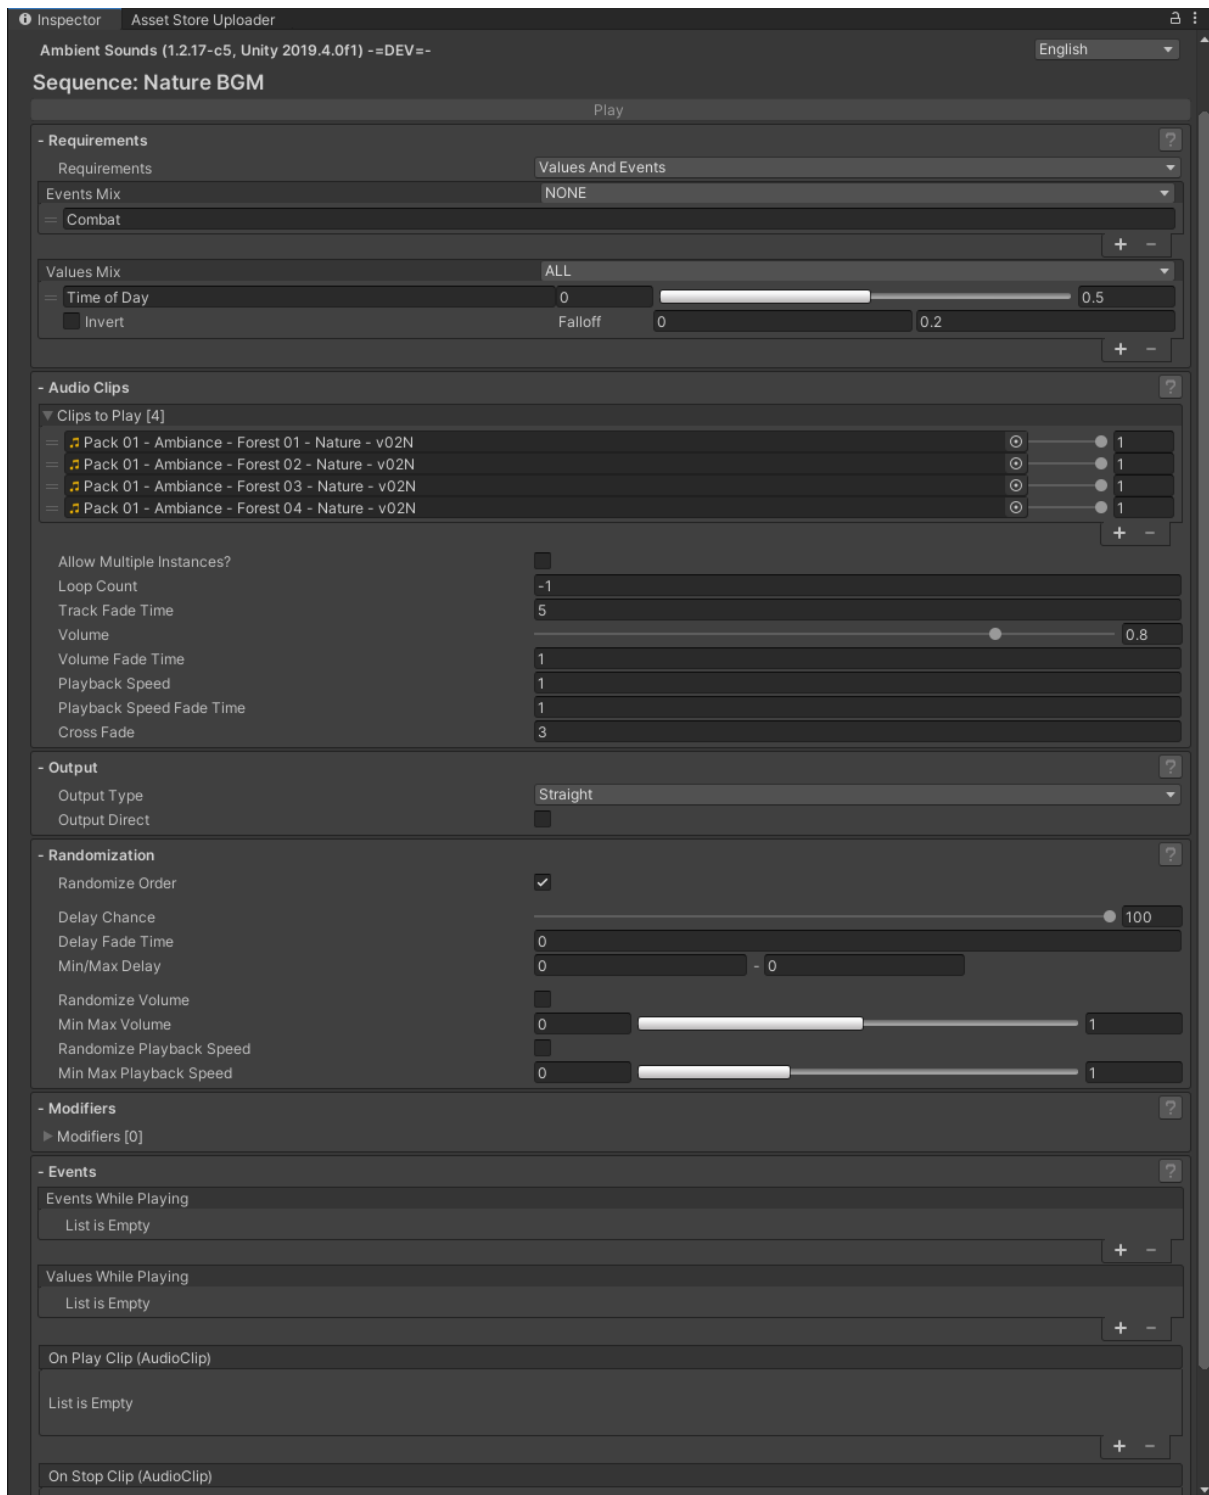 Inspector Asset Store Uploader
Ambient Sounds (1.2.17-c5, Unity 2019.4.0f1) -=DEV=- English
Sequence: Nature BGM
Play
- Requirements ?
Requirements Values And Events
Events Mix NONE
= Combat
+ -
Values Mix ALL
= Time of Day 0 0.5
Invert Falloff 0 0.2
+ -
- Audio Clips ?
Clips to Play [4]
= Pack 01 - Ambiance - Forest 01 - Nature - v02N 1
= Pack 01 - Ambiance - Forest 02 - Nature - v02N 1
= Pack 01 - Ambiance - Forest 03 - Nature - v02N 1
= Pack 01 - Ambiance - Forest 04 - Nature - v02N 1
+ -
Allow Multiple Instances?
Loop Count -1
Track Fade Time 5
Volume 0.8
Volume Fade Time 1
Playback Speed 1
Playback Speed Fade Time 1
Cross Fade 3
- Output ?
Output Type Straight
Output Direct
- Randomization ?
Randomize Order
Delay Chance 100
Delay Fade Time 0
Min/Max Delay 0 - 0
Randomize Volume
Min Max Volume 0 1
Randomize Playback Speed
Min Max Playback Speed 0 1
- Modifiers ?
Modifiers [0]
- Events ?
Events While Playing
List is Empty
+ -
Values While Playing
List is Empty
+ -
On Play Clip (AudioClip)
List is Empty
+ -
On Stop Clip (AudioClip)